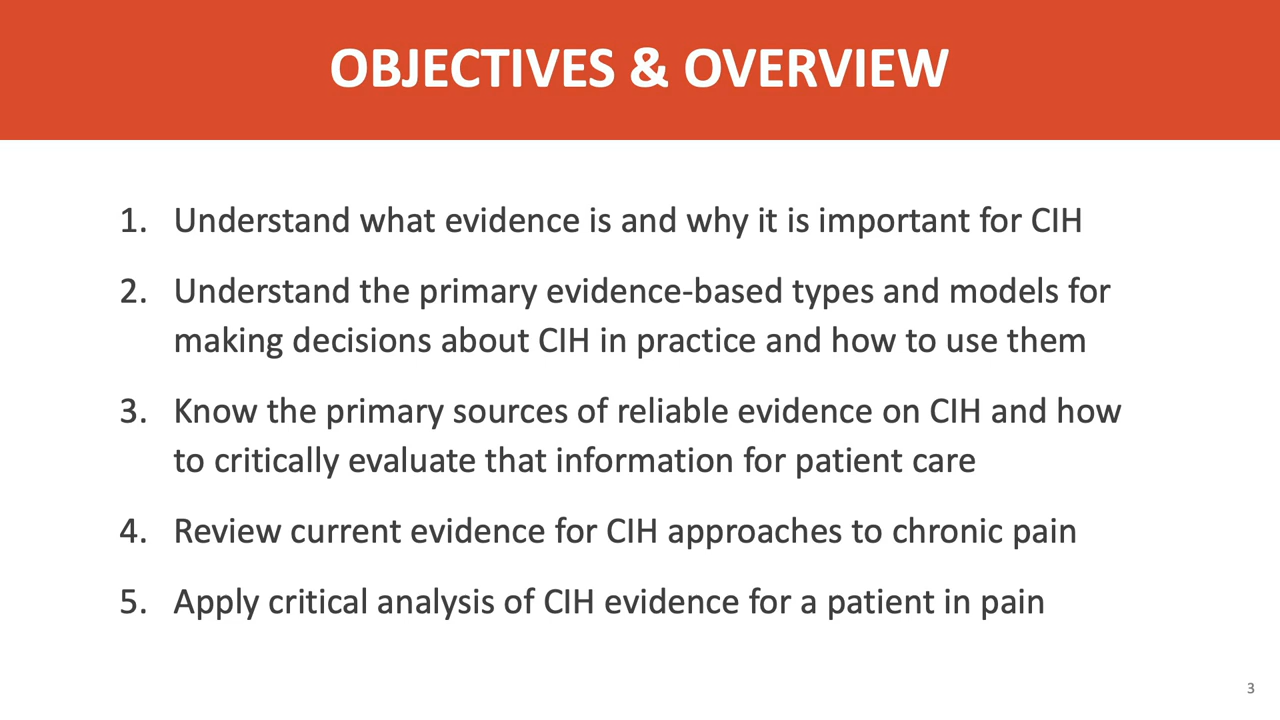 OBJECTIVES & OVERVIEW
1. Understand what evidence is and why it is important for CIH
2. Understand the primary evidence-based types and models for
making decisions about CIH in practice and how to use them
3. Know the primary sources of reliable evidence on CIH and how
to critically evaluate that information for patient care
4. Review current evidence for CIH approaches to chronic pain
5. Apply critical analysis of CIH evidence for a patient in pain
3